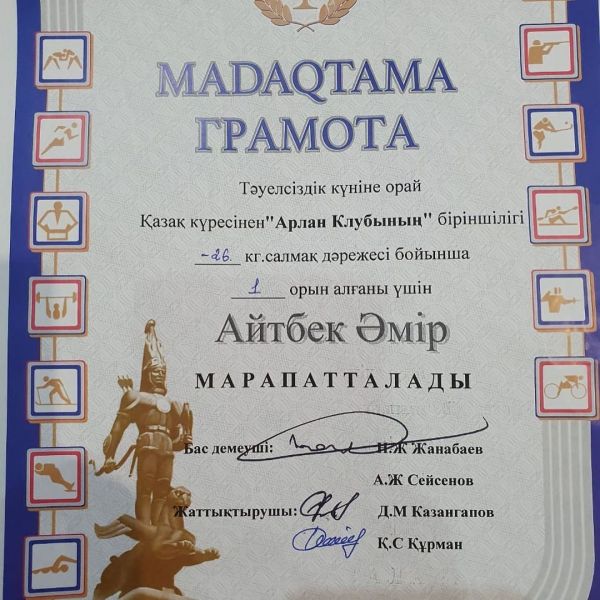 1
MADAQTAMA
ГРАМОТА
Тәуелсіздік күніне орай
Қазақ күресінен"Арлан Клубының" біріншілігі
-26 кг.салмақ дәрежесі бойынша
1 орын алғаны үшін
Айтбек Әмір
МАРАПАТТАЛАДЫ
Бас демеуші: Н.Ж Жанабаев
А.Ж Сейсенов
Жаттықтырушы: Д.М Казангапов
Қ.С Құрман